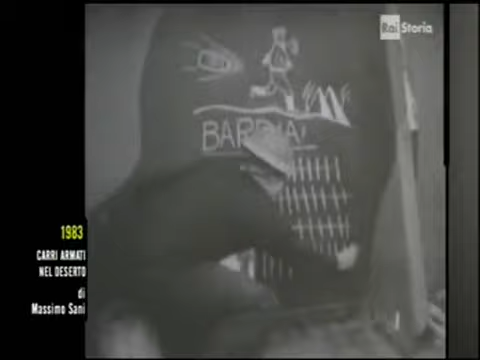 Rai Storia
BARDIA
1983
CARRI ARMATI
NEL DESERTO
di
Massimo Sani